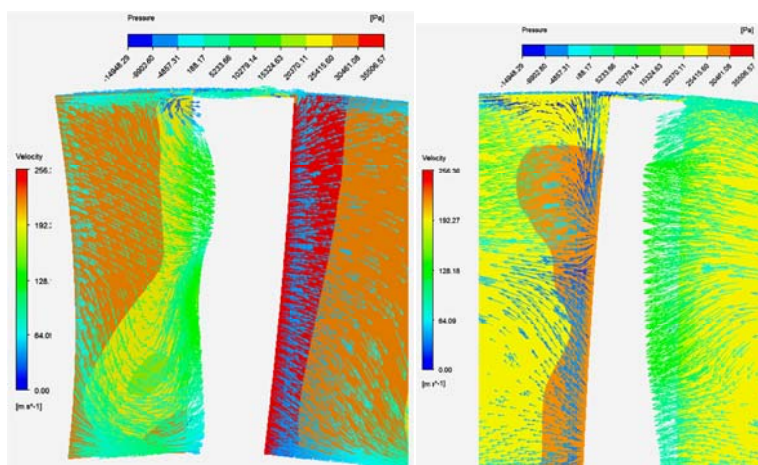 Pressure [Pa]
-14948.29 -9902.60 -4857.31 188.17 5233.66 10279.14 15324.63 20370.11 25415.60 30461.08 35506.57
Velocity
256.
192.
128.
64.09
0.00
[m s^-1]
Pressure [Pa]
-14948.29 -9902.80 -4857.31 188.17 5233.66 10279.14 15324.63 20370.11 25415.60 30461.08 35506.57
Velocity
256.36
192.27
128.18
64.09
0.00
[m s^-1]